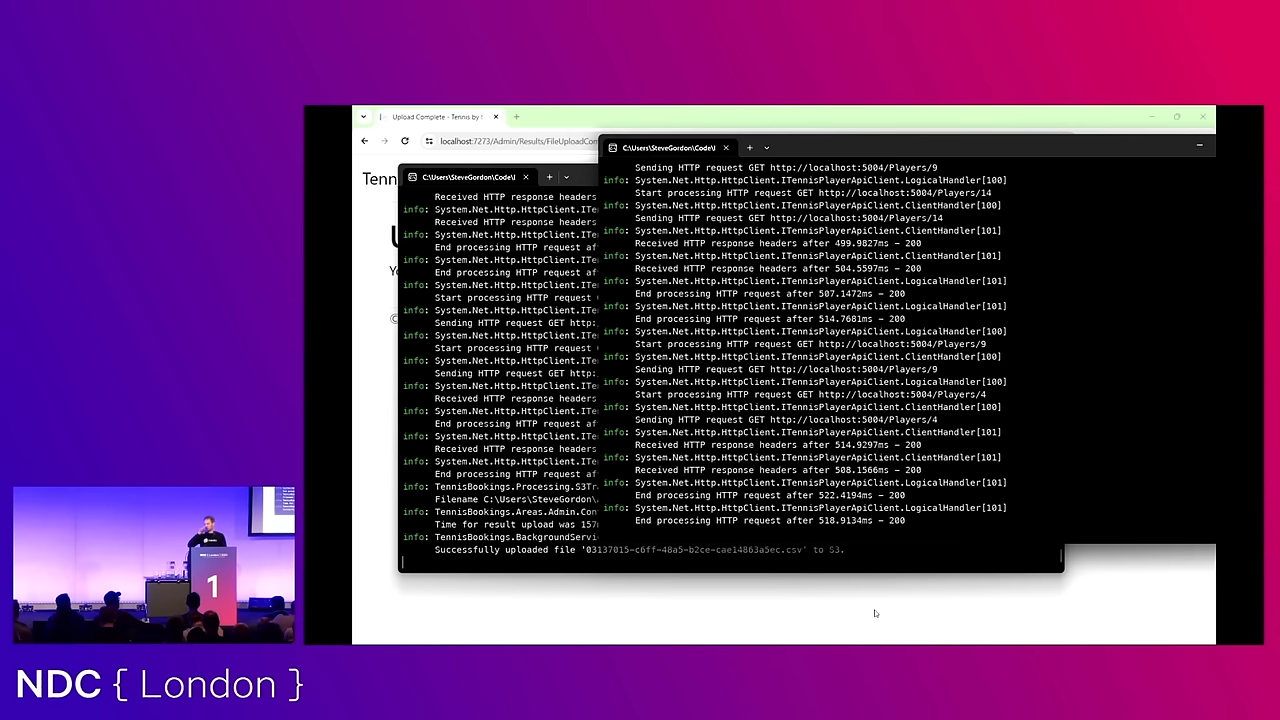 Upload Complete - Tennis by t
localhost:7273/Admin/Results/FileUploadCom
Tenn
C:\Users\SteveGordon\Code\I
Received HTTP response headers
info: System.Net.Http.HttpClient.ITe
Received HTTP response headers
info: System.Net.Http.HttpClient.ITe
End processing HTTP request af
info: System.Net.Http.HttpClient.ITe
End processing HTTP request af
info: System.Net.Http.HttpClient.ITe
Start processing HTTP request
info: System.Net.Http.HttpClient.ITe
Sending HTTP request GET http:
info: System.Net.Http.HttpClient.ITe
Start processing HTTP request
info: System.Net.Http.HttpClient.ITe
Sending HTTP request GET http:
info: System.Net.Http.HttpClient.ITe
Received HTTP response headers
info: System.Net.Http.HttpClient.ITe
End processing HTTP request af
info: System.Net.Http.HttpClient.ITe
Received HTTP response headers
info: System.Net.Http.HttpClient.ITe
End processing HTTP request af
info: TennisBookings.Processing.S3Tr
Filename C:\Users\SteveGordon\
info: TennisBookings.Areas.Admin.Con
Time for result upload was 157
info: TennisBookings.BackgroundServi
Successfully uploaded file '03137015-c6ff-48a5-b2ce-cae14863a5ec.csv' to S3.
C:\Users\SteveGordon\Code\I
Sending HTTP request GET http://localhost:5004/Players/9
info: System.Net.Http.HttpClient.ITennisPlayerApiClient.LogicalHandler[100]
Start processing HTTP request GET http://localhost:5004/Players/14
info: System.Net.Http.HttpClient.ITennisPlayerApiClient.ClientHandler[100]
Sending HTTP request GET http://localhost:5004/Players/14
info: System.Net.Http.HttpClient.ITennisPlayerApiClient.ClientHandler[101]
Received HTTP response headers after 499.9827ms - 200
info: System.Net.Http.HttpClient.ITennisPlayerApiClient.ClientHandler[101]
Received HTTP response headers after 504.5597ms - 200
info: System.Net.Http.HttpClient.ITennisPlayerApiClient.LogicalHandler[101]
End processing HTTP request after 507.1472ms - 200
info: System.Net.Http.HttpClient.ITennisPlayerApiClient.LogicalHandler[101]
End processing HTTP request after 514.7681ms - 200
info: System.Net.Http.HttpClient.ITennisPlayerApiClient.LogicalHandler[100]
Start processing HTTP request GET http://localhost:5004/Players/9
info: System.Net.Http.HttpClient.ITennisPlayerApiClient.ClientHandler[100]
Sending HTTP request GET http://localhost:5004/Players/9
info: System.Net.Http.HttpClient.ITennisPlayerApiClient.LogicalHandler[100]
Start processing HTTP request GET http://localhost:5004/Players/4
info: System.Net.Http.HttpClient.ITennisPlayerApiClient.ClientHandler[100]
Sending HTTP request GET http://localhost:5004/Players/4
info: System.Net.Http.HttpClient.ITennisPlayerApiClient.ClientHandler[101]
Received HTTP response headers after 514.9297ms - 200
info: System.Net.Http.HttpClient.ITennisPlayerApiClient.ClientHandler[101]
Received HTTP response headers after 508.1566ms - 200
info: System.Net.Http.HttpClient.ITennisPlayerApiClient.LogicalHandler[101]
End processing HTTP request after 522.4194ms - 200
info: System.Net.Http.HttpClient.ITennisPlayerApiClient.LogicalHandler[101]
End processing HTTP request after 518.9134ms - 200
1
NDC { London }